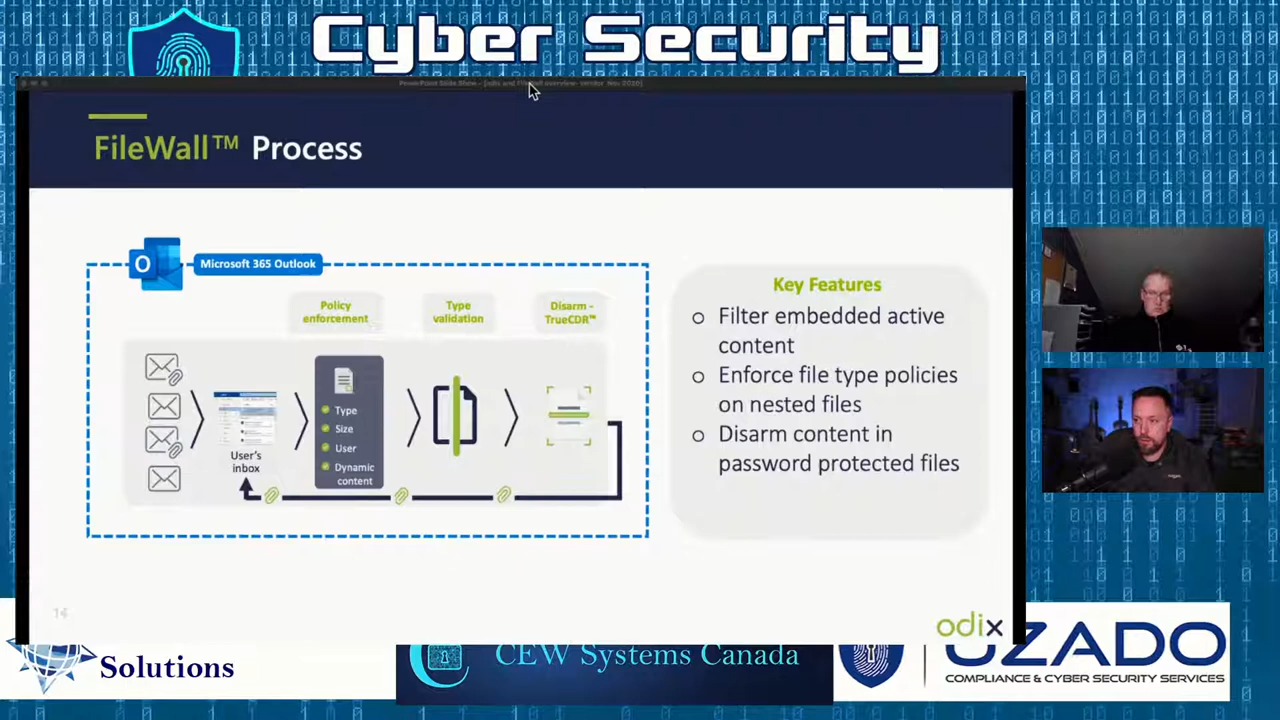 Cyber Security
FileWall™ Process
Microsoft 365 Outlook
Policy
enforcement
Type
validation
Disarm -
TrueCDR™
Type
Size
User
Dynamic
content
User's
inbox
Key Features
Filter embedded active
content
Enforce file type policies
on nested files
Disarm content in
password protected files
14
odix
Solutions
CEW Systems Canada
UZADO
COMPLIANCE & CYBER SECURITY SERVICES